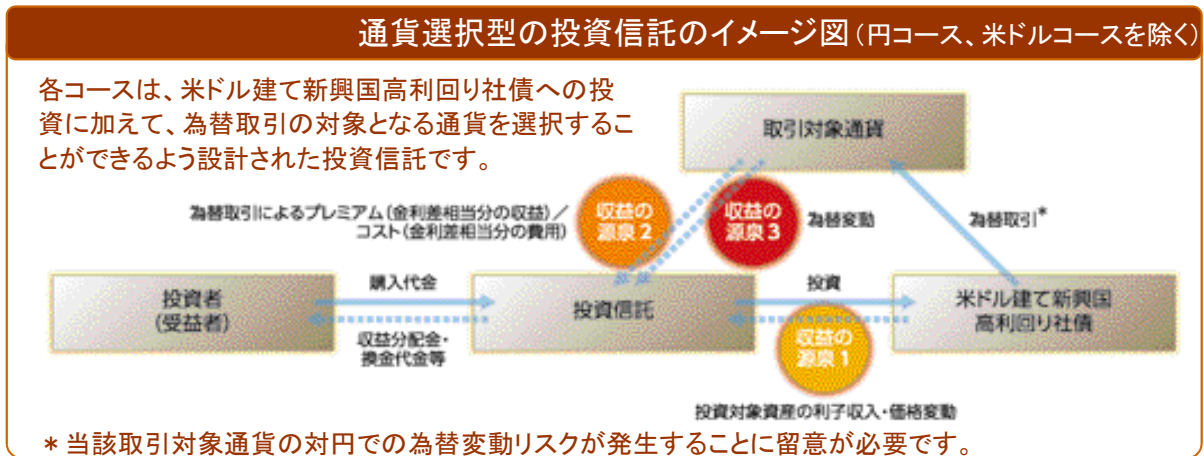 通貨選択型の投資信託のイメージ図(円コース、米ドルコースを除く)
各コースは、米ドル建て新興国高利回り社債への投
資に加えて、為替取引の対象となる通貨を選択するこ
とができるよう設計された投資信託です。
取引対象通貨
為替取引によるプレミアム(金利差相当分の収益)/
コスト(金利差相当分の費用)
収益の
源泉2
収益の
源泉3
為替変動
為替取引*
投資者
(受益者)
購入代金
収益分配金・
換金代金等
投資信託
投資
収益の
源泉1
米ドル建て新興国
高利回り社債
投資対象資産の利子収入・価格変動
*当該取引対象通貨の対円での為替変動リスクが発生することに留意が必要です。